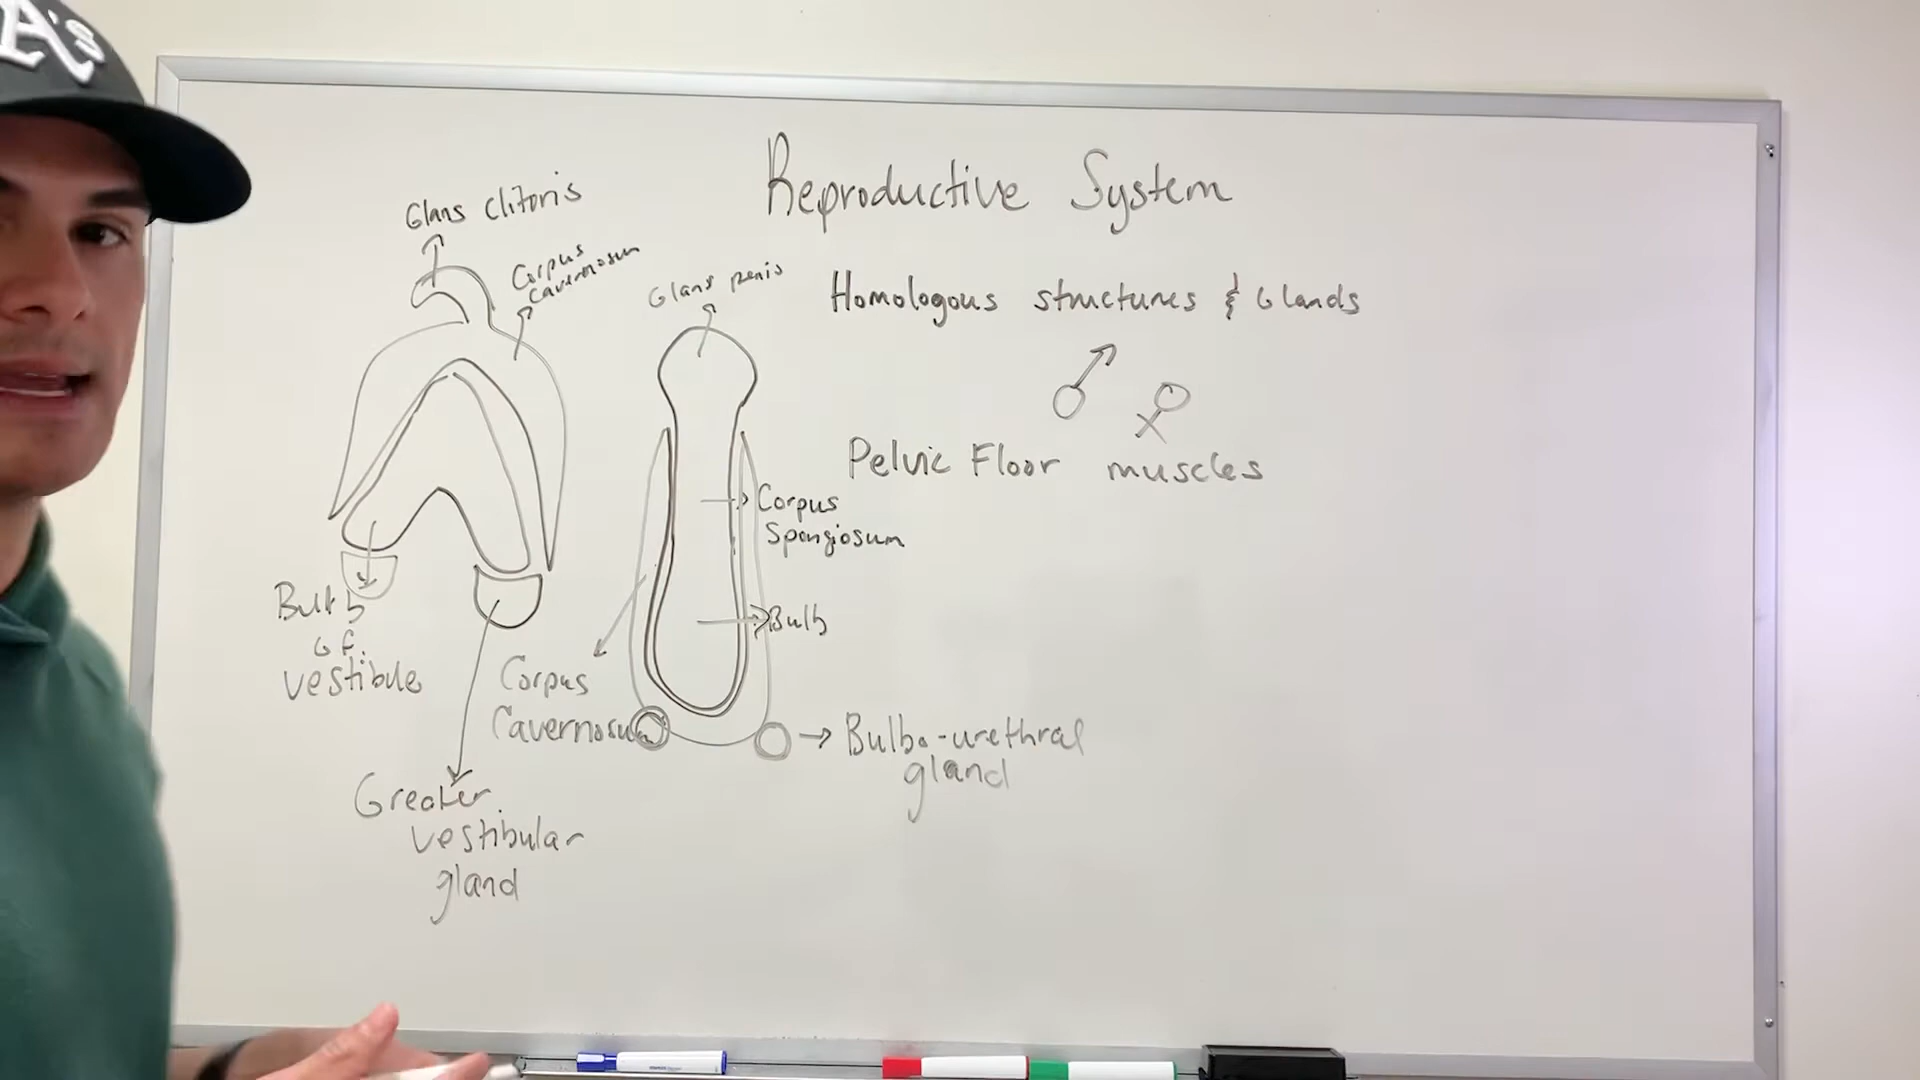 A's
Reproductive System
Homologous structures & Glands
Pelvic Floor muscles
Glans Clitoris
Corpus
Cavernosum
Bulb
of
vestibule
Greater
vestibular
gland
Glans penis
Corpus
Spongiosum
Bulb
Corpus
Cavernosum
Bulbo-urethral
gland